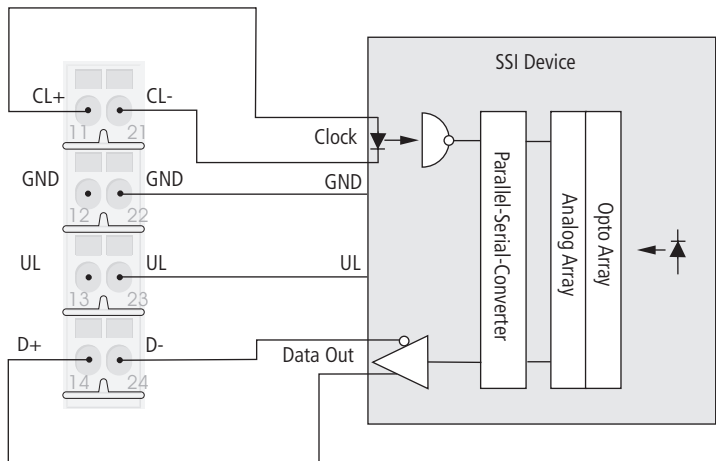 SSI Device
CL+ CL-
11 21
Clock
GND GND GND
12 22
UL UL UL
13 23
D+ D- Data Out
14 24
Parallel-Serial-Converter
Analog Array
Opto Array